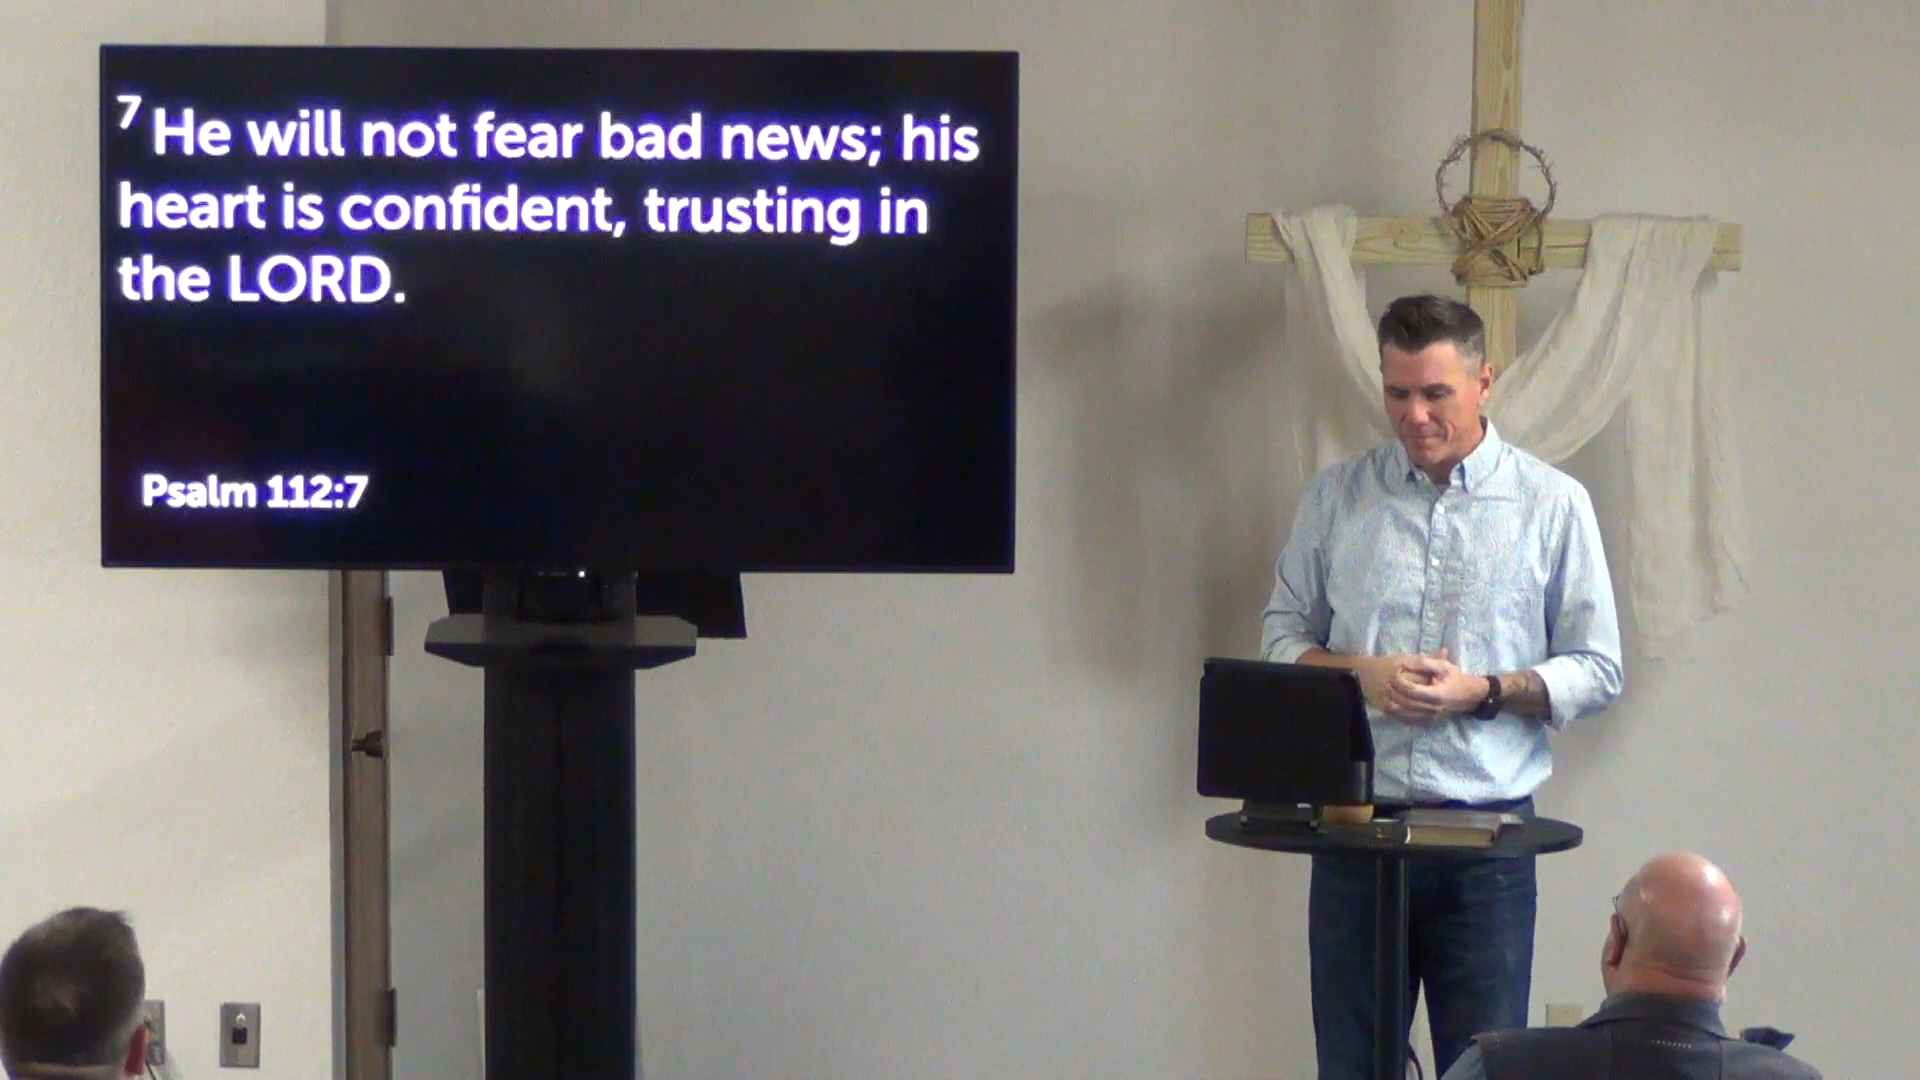 7 He will not fear bad news; his
heart is confident, trusting in
the LORD.
Psalm 112:7